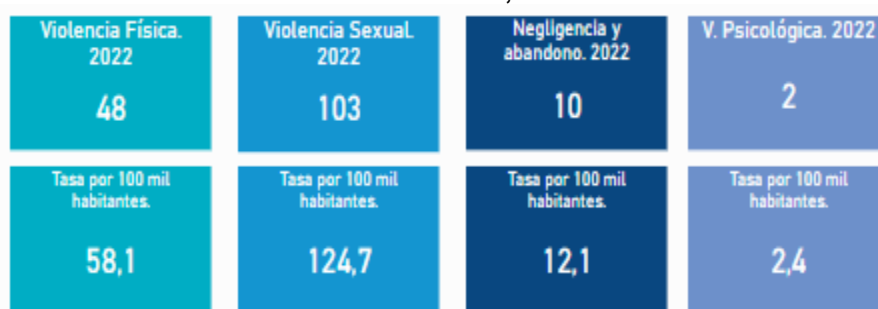 Violencia Física.
2022
48
Violencia Sexual.
2022
103
Negligencia y
abandono. 2022
10
V. Psicológica. 2022
2
Tasa por 100 mil
habitantes.
58,1
Tasa por 100 mil
habitantes.
124,7
Tasa por 100 mil
habitantes.
12,1
Tasa por 100 mil
habitantes.
2,4